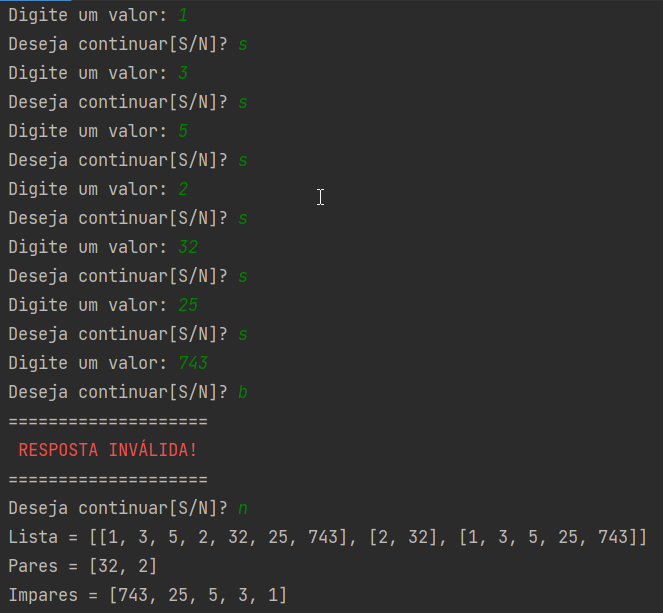 Digite um valor: 1
Deseja continuar[S/N]? s
Digite um valor: 3
Deseja continuar[S/N]? s
Digite um valor: 5
Deseja continuar[S/N]? s
Digite um valor: 2
Deseja continuar[S/N]? s
Digite um valor: 32
Deseja continuar[S/N]? s
Digite um valor: 25
Deseja continuar[S/N]? s
Digite um valor: 743
Deseja continuar[S/N]? b
====================
RESPOSTA INVÁLIDA!
====================
Deseja continuar[S/N]? n
Lista = [[1, 3, 5, 2, 32, 25, 743], [2, 32], [1, 3, 5, 25, 743]]
Pares = [32, 2]
Impares = [743, 25, 5, 3, 1]